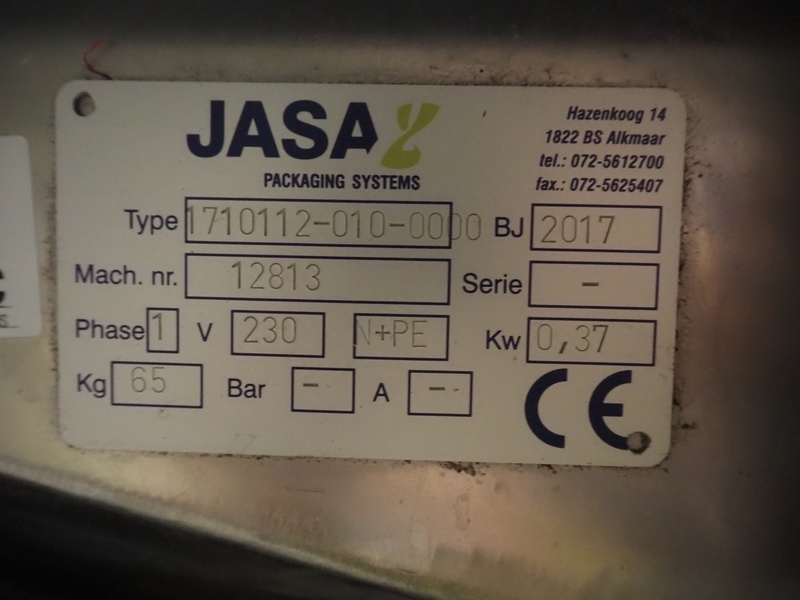 JASA
PACKAGING SYSTEMS
Hazenkoog 14
1822 BS Alkmaar
tel.: 072-5612700
fax.: 072-5625407
Type 1710112-010-0000 BJ 2017
Mach. nr. 12813 Serie -
Phase 1 V 230 N+PE Kw 0,37
Kg 65 Bar - A - CE